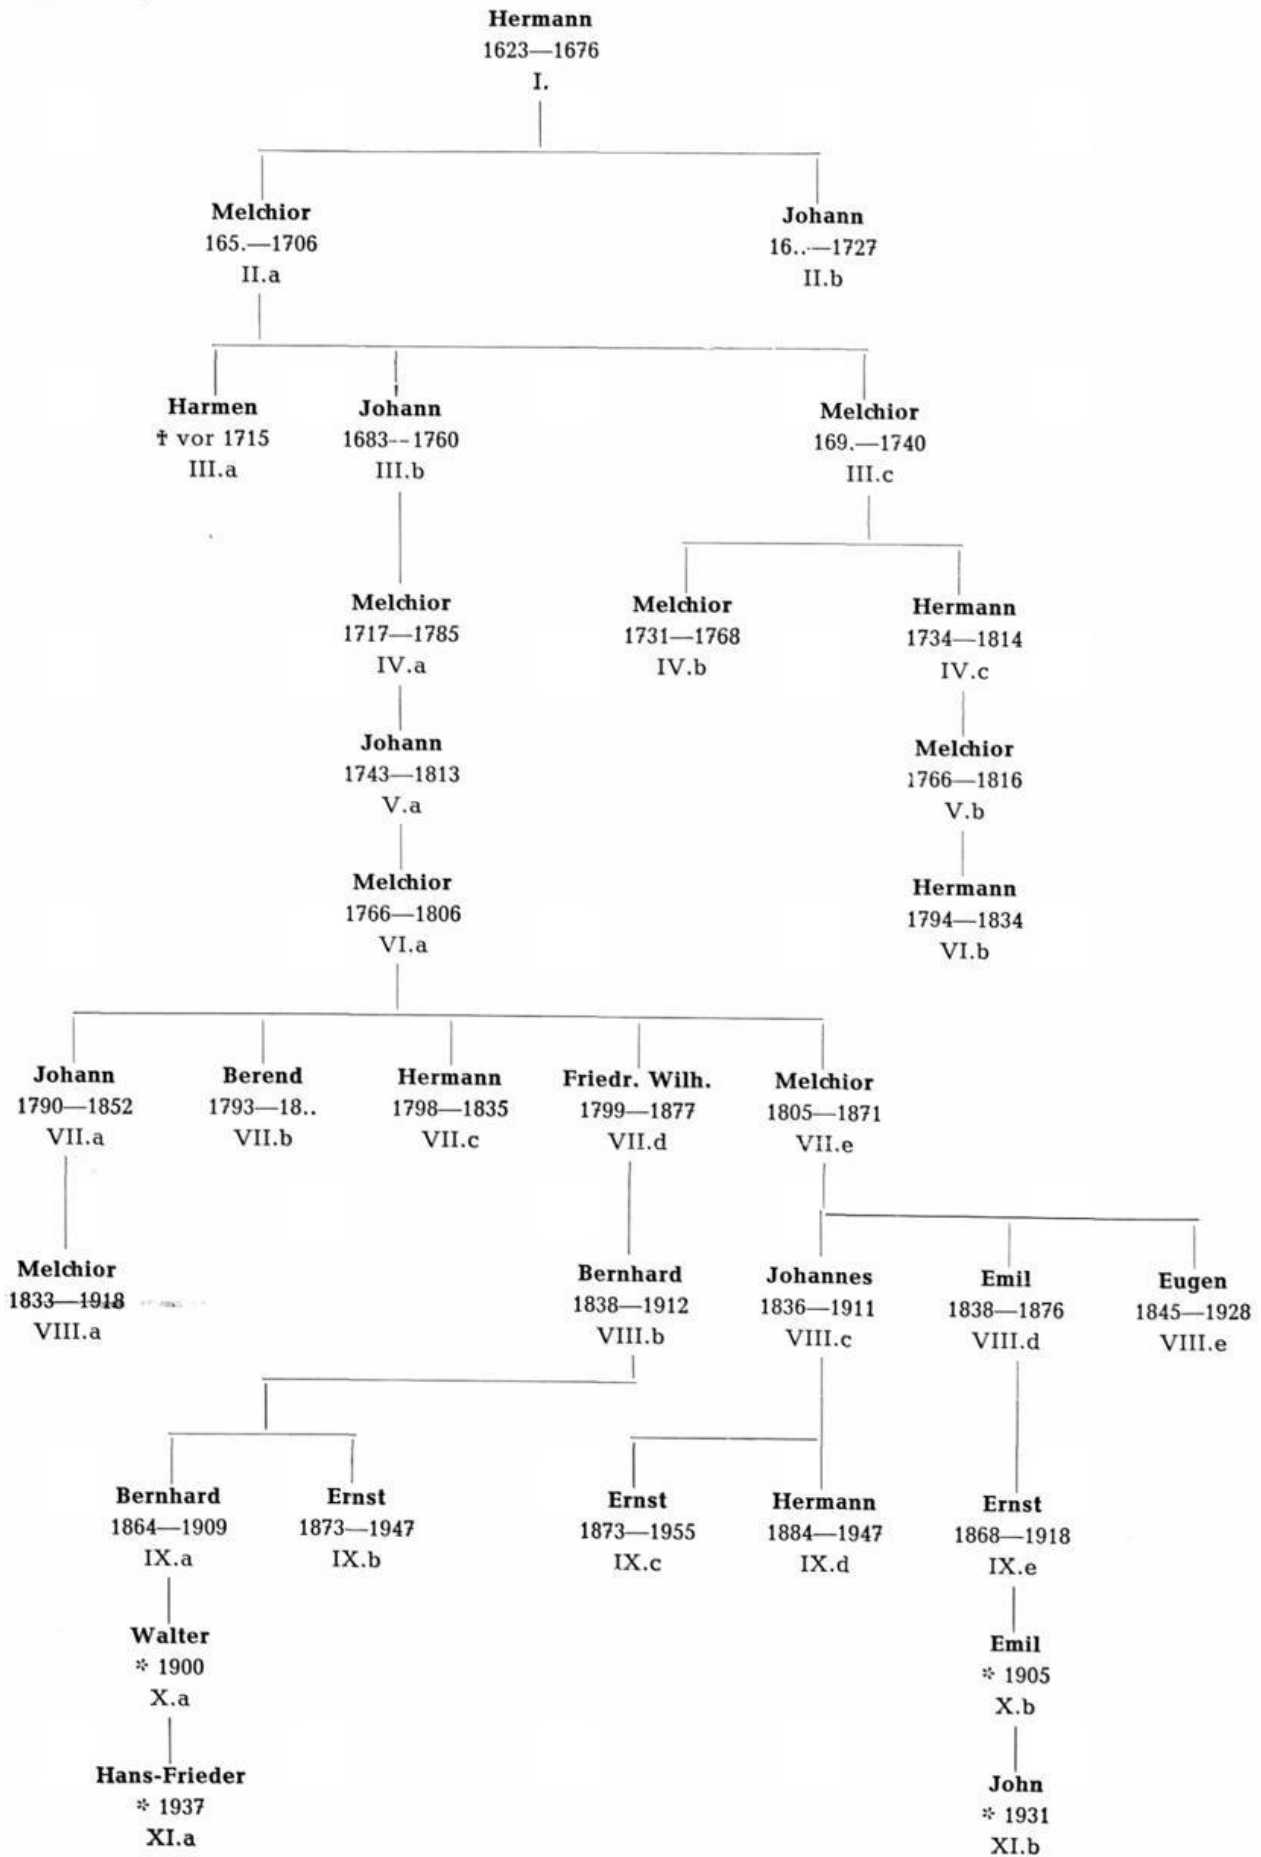 Hermann
1623—1676
I.
Melchior
165.—1706
II.a
Johann
16..—1727
II.b
Harmen
† vor 1715
III.a
Johann
1683--1760
III.b
Melchior
169.—1740
III.c
Melchior
1717—1785
IV.a
Melchior
1731—1768
IV.b
Hermann
1734—1814
IV.c
Johann
1743—1813
V.a
Melchior
1766—1816
V.b
Melchior
1766—1806
VI.a
Hermann
1794—1834
VI.b
Johann
1790—1852
VII.a
Berend
1793—18..
VII.b
Hermann
1798—1835
VII.c
Friedr. Wilh.
1799—1877
VII.d
Melchior
1805—1871
VII.e
Melchior
1833—1918
VIII.a
Bernhard
1838—1912
VIII.b
Johannes
1836—1911
VIII.c
Emil
1838—1876
VIII.d
Eugen
1845—1928
VIII.e
Bernhard
1864—1909
IX.a
Ernst
1873—1947
IX.b
Ernst
1873—1955
IX.c
Hermann
1884—1947
IX.d
Ernst
1868—1918
IX.e
Walter
* 1900
X.a
Emil
* 1905
X.b
Hans-Frieder
* 1937
XI.a
John
* 1931
XI.b